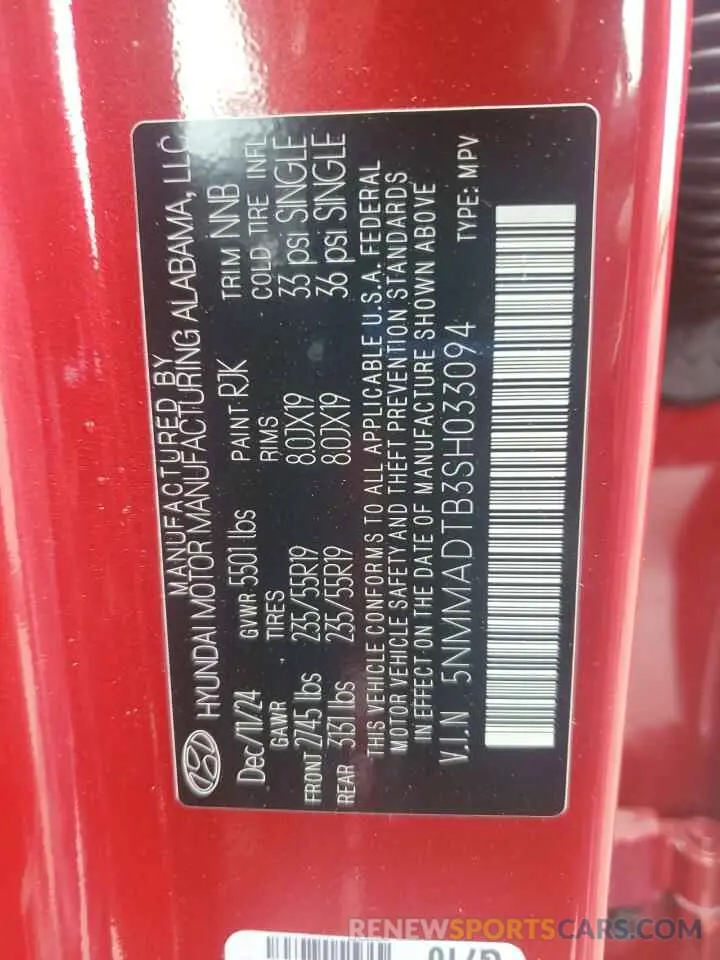 MANUFACTURED BY
HYUNDAI MOTOR MANUFACTURING ALABAMA, LLC
Dec/11/24 GVWR 5501 lbs PAINT: RJK TRIM NNB
GAWR TIRES RIMS COLD TIRE INFL
FRONT 2745 lbs 235/55R19 8.0JX19 33 psi SINGLE
REAR 3131 lbs 235/55R19 8.0JX19 36 psi SINGLE
THIS VEHICLE CONFORMS TO ALL APPLICABLE U.S.A. FEDERAL
MOTOR VEHICLE SAFETY AND THEFT PREVENTION STANDARDS
IN EFFECT ON THE DATE OF MANUFACTURE SHOWN ABOVE
V.I.N 5NMMADTB3SH033094 TYPE: MPV
RENEWSPORTSCARS.COM